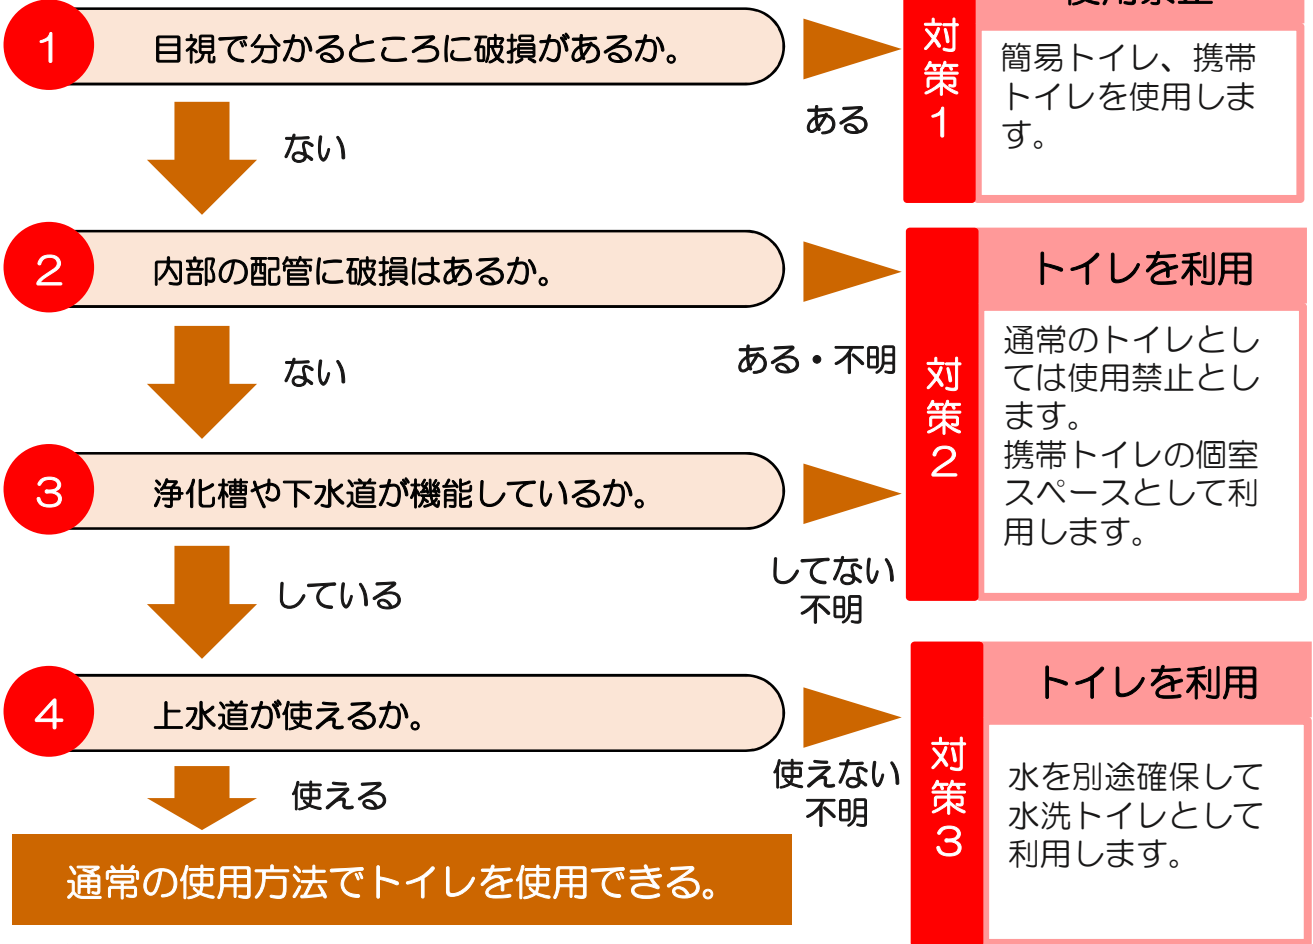 1
目視で分かるところに破損があるか。
ある
ない
対策1
使用禁止
簡易トイレ、携帯
トイレを使用しま
す。
2
内部の配管に破損はあるか。
ある・不明
ない
3
浄化槽や下水道が機能しているか。
してない
不明
している
対策2
トイレを利用
通常のトイレとし
ては使用禁止とし
ます。
携帯トイレの個室
スペースとして利
用します。
4
上水道が使えるか。
使えない
不明
使える
対策3
トイレを利用
水を別途確保して
水洗トイレとして
利用します。
通常の使用方法でトイレを使用できる。